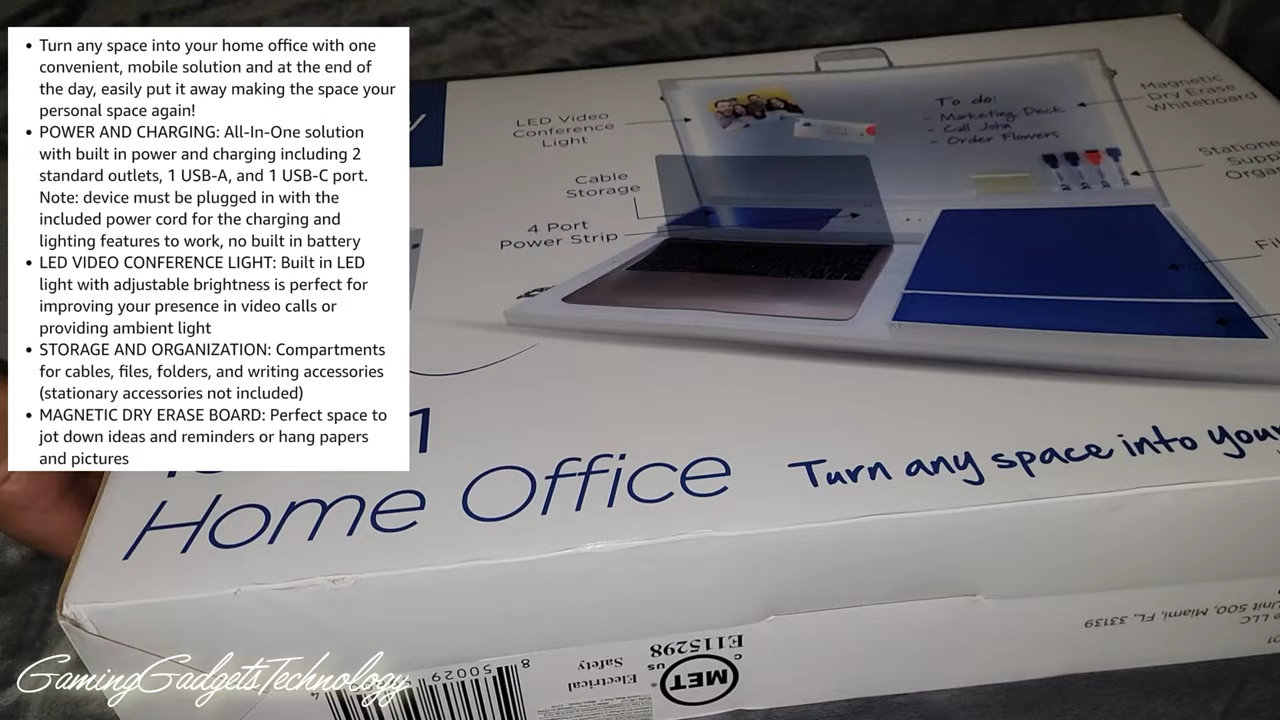 • Turn any space into your home office with one
convenient, mobile solution and at the end of
the day, easily put it away making the space your
personal space again!
• POWER AND CHARGING: All-In-One solution
with built in power and charging including 2
standard outlets, 1 USB-A, and 1 USB-C port.
Note: device must be plugged in with the
included power cord for the charging and
lighting features to work, no built in battery
• LED VIDEO CONFERENCE LIGHT: Built in LED
light with adjustable brightness is perfect for
improving your presence in video calls or
providing ambient light
• STORAGE AND ORGANIZATION: Compartments
for cables, files, folders, and writing accessories
(stationary accessories not included)
• MAGNETIC DRY ERASE BOARD: Perfect space to
jot down ideas and reminders or hang papers
and pictures
LED Video
Conference
Light
Cable
Storage
4 Port
Power Strip
To do:
- Marketing Deck
- Call John
- Order Flowers
Magnetic
Dry Erase
Whiteboard
Home Office
Turn any space into your
Unit 500, Miami, FL, 33139
LLC
E115298
MET
C
US
Electrical
Safety
8 50029
GamingGadgetsTechnology